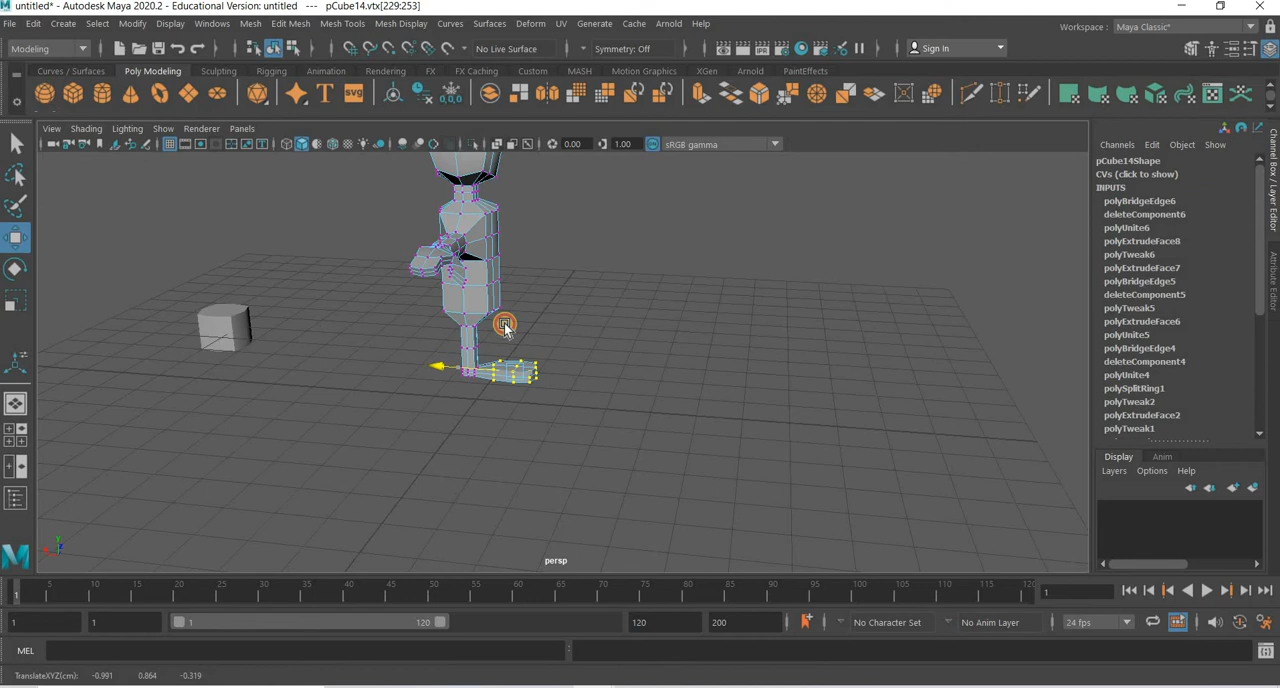 untitled* - Autodesk Maya 2020.2 - Educational Version: untitled --- pCube14.vtx[229:253]
File Edit Create Select Modify Display Windows Mesh Edit Mesh Mesh Tools Mesh Display Curves Surfaces Deform UV Generate Cache Arnold Help
Workspace : Maya Classic*
Modeling No Live Surface Symmetry: Off Sign In
Curves / Surfaces Poly Modeling Sculpting Rigging Animation Rendering FX FX Caching Custom MASH Motion Graphics XGen Arnold PaintEffects
View Shading Lighting Show Renderer Panels
0.00 1.00 sRGB gamma
Channels Edit Object Show
pCube14Shape
CVs (click to show)
INPUTS
polyBridgeEdge6
deleteComponent6
polyUnite6
polyExtrudeFace8
polyTweak6
polyExtrudeFace7
polyBridgeEdge5
deleteComponent5
polyTweak5
polyExtrudeFace6
polyUnite5
polyBridgeEdge4
deleteComponent4
polyUnite4
polySplitRing1
polyTweak2
polyExtrudeFace2
polyTweak1
Channel Box / Layer Editor
Attribute Editor
Display Anim
Layers Options Help
persp
5 10 15 20 25 30 35 40 45 50 55 60 65 70 75 80 85 90 95 100 105 110 115 120
1
1
1 1 1 120 120 200 No Character Set No Anim Layer 24 fps
MEL
TranslateXYZ(cm): -0.991 0.864 -0.319